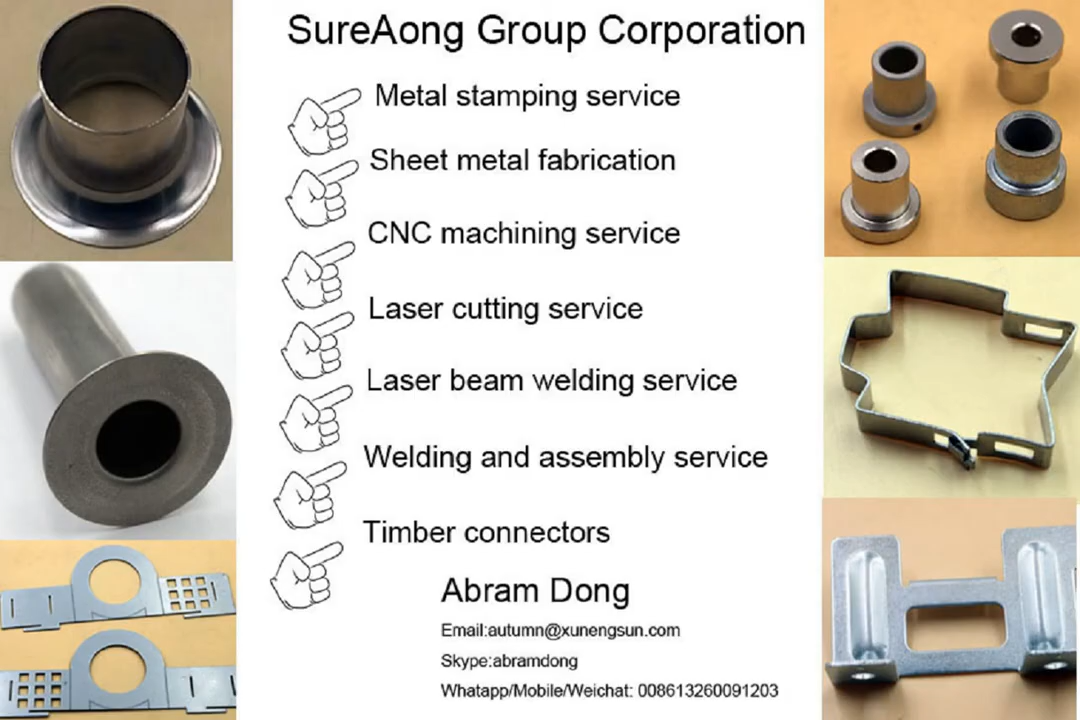 SureAong Group Corporation
Metal stamping service
Sheet metal fabrication
CNC machining service
Laser cutting service
Laser beam welding service
Welding and assembly service
Timber connectors
Abram Dong
Email:autumn@xunengsun.com
Skype:abramdong
Whatapp/Mobile/Weichat: 008613260091203